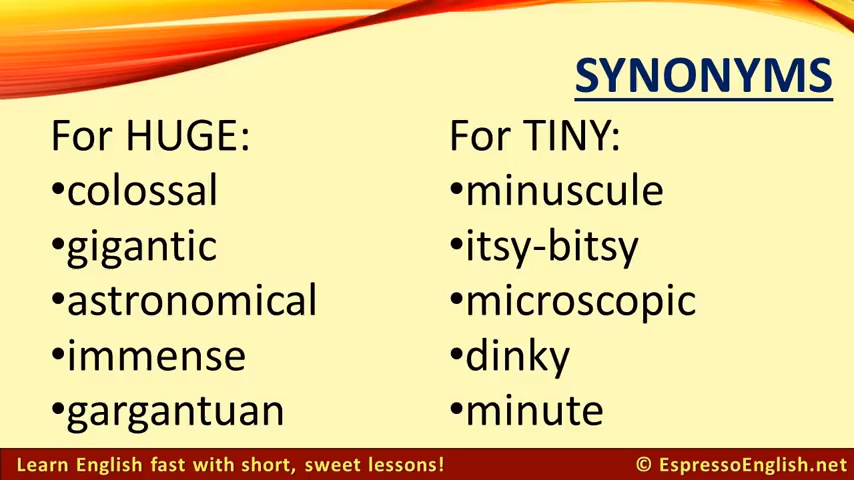 SYNONYMS
For HUGE:
•colossal
•gigantic
•astronomical
•immense
•gargantuan
For TINY:
•minuscule
•itsy-bitsy
•microscopic
•dinky
•minute
Learn English fast with short, sweet lessons!
© EspressoEnglish.net